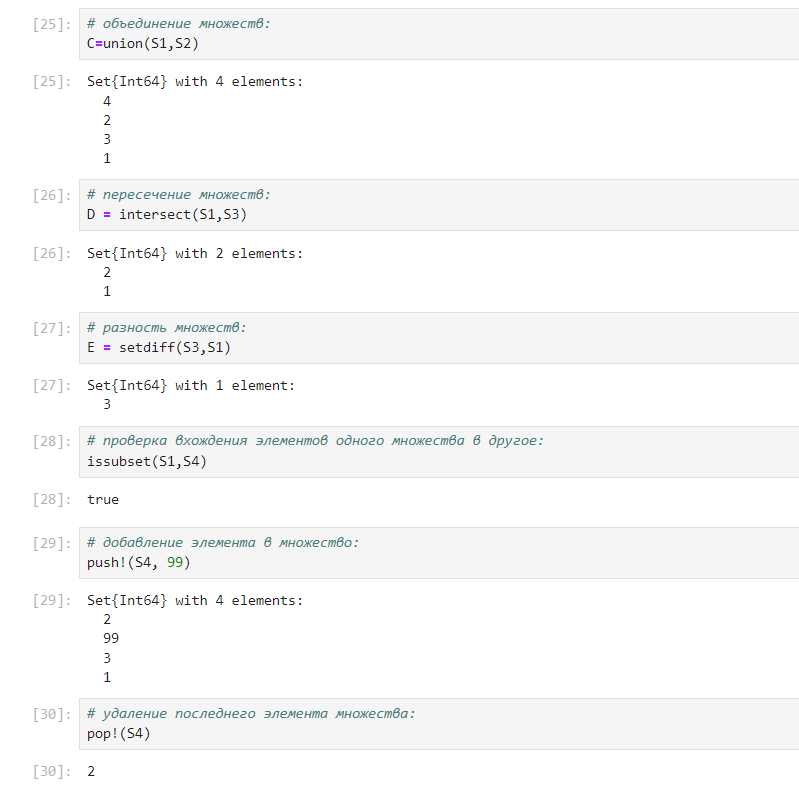 [25]: # объединение множеств:
C=union(S1,S2)
[25]: Set{Int64} with 4 elements:
4
2
3
1
[26]: # пересечение множеств:
D = intersect(S1,S3)
[26]: Set{Int64} with 2 elements:
2
1
[27]: # разность множеств:
E = setdiff(S3,S1)
[27]: Set{Int64} with 1 element:
3
[28]: # проверка вхождения элементов одного множества в другое:
issubset(S1,S4)
[28]: true
[29]: # добавление элемента в множество:
push!(S4, 99)
[29]: Set{Int64} with 4 elements:
2
99
3
1
[30]: # удаление последнего элемента множества:
pop!(S4)
[30]: 2